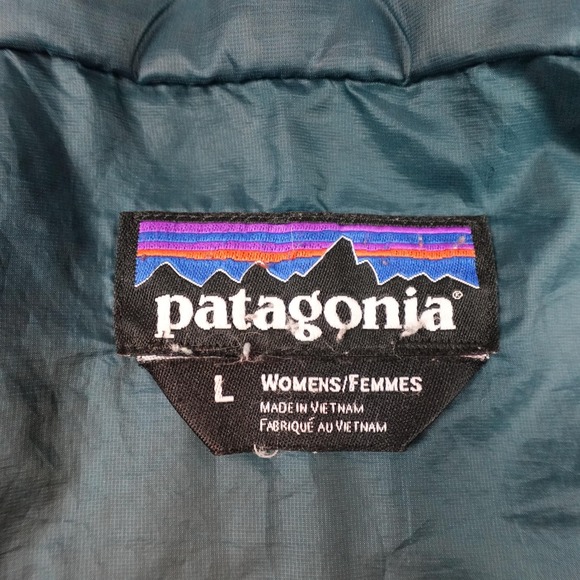 patagonia®
L WOMENS/FEMMES
MADE IN VIETNAM
FABRIQUÉ AU VIETNAM